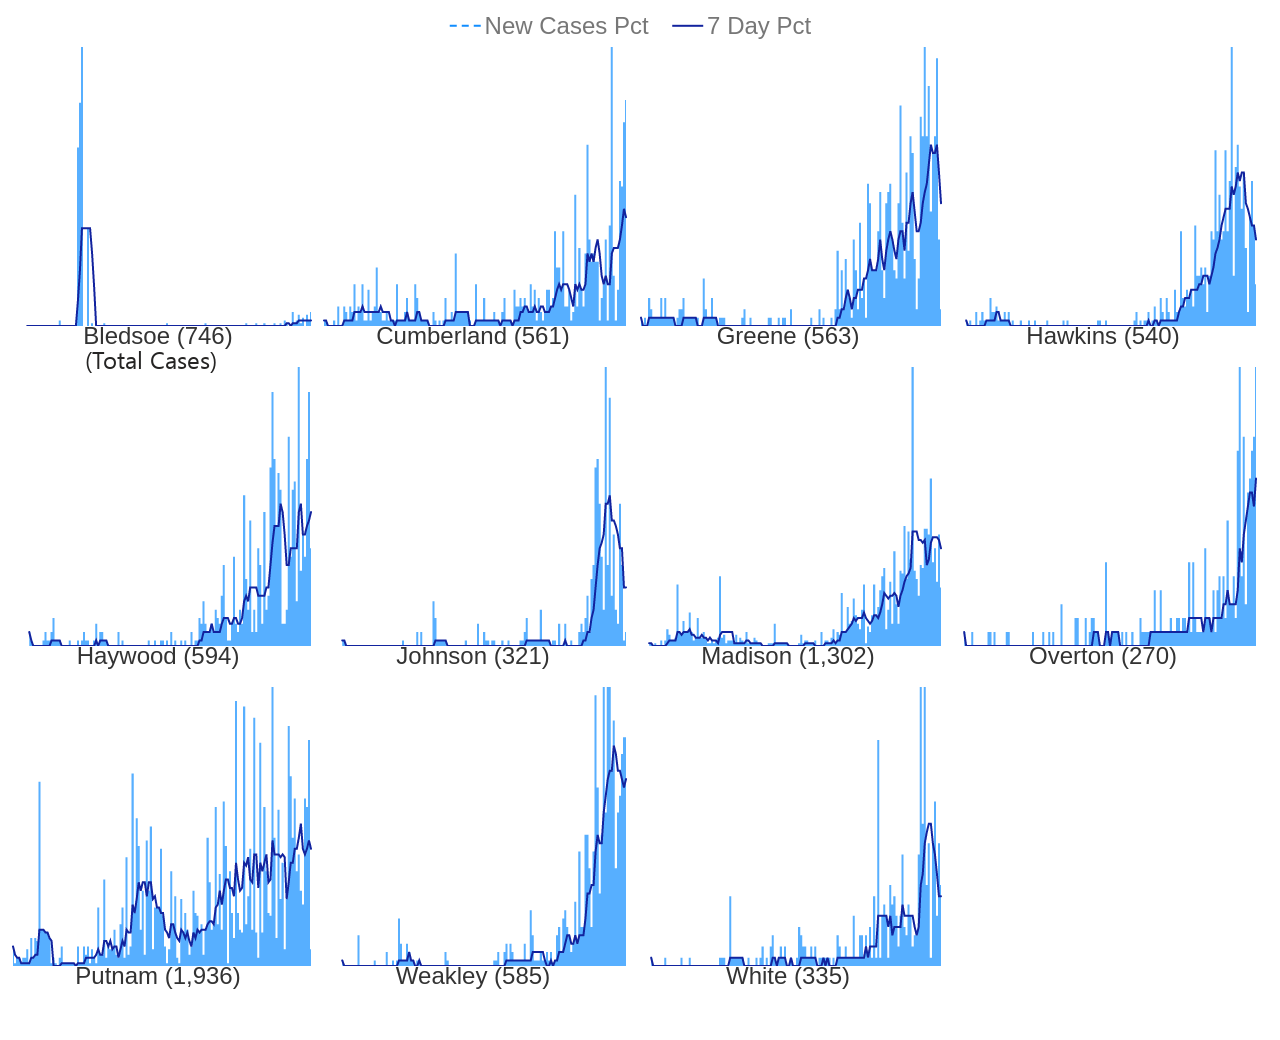 New Cases Pct 7 Day Pct
Bledsoe (746) Cumberland (561) Greene (563) Hawkins (540)
(Total Cases)
Haywood (594) Johnson (321) Madison (1,302) Overton (270)
Putnam (1,936) Weakley (585) White (335)